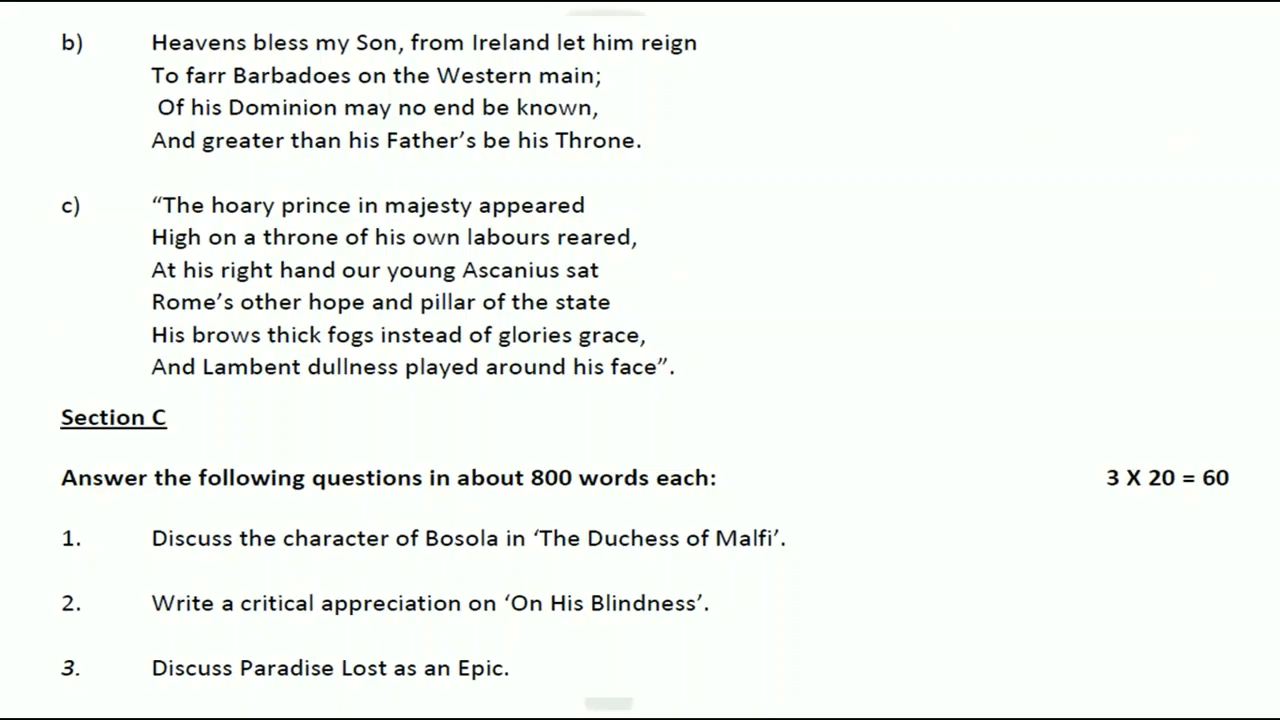 b) Heavens bless my Son, from Ireland let him reign
To farr Barbadoes on the Western main;
Of his Dominion may no end be known,
And greater than his Father’s be his Throne.
c) “The hoary prince in majesty appeared
High on a throne of his own labours reared,
At his right hand our young Ascanius sat
Rome’s other hope and pillar of the state
His brows thick fogs instead of glories grace,
And Lambent dullness played around his face”.
Section C
Answer the following questions in about 800 words each: 3 X 20 = 60
1. Discuss the character of Bosola in ‘The Duchess of Malfi’.
2. Write a critical appreciation on ‘On His Blindness’.
3. Discuss Paradise Lost as an Epic.